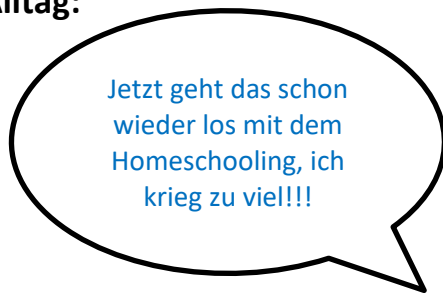 Jetzt geht das schon
wieder los mit dem
Homeschooling, ich
krieg zu viel!!!